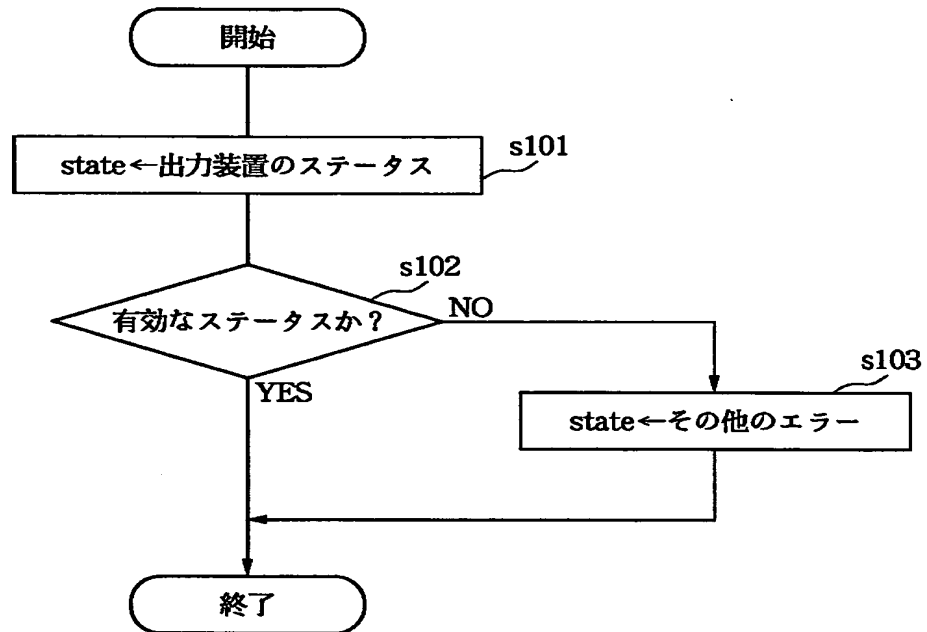 開始
state←出力装置のステータス
s101
s102
有効なステータスか？
NO
YES
s103
state←その他のエラー
終了